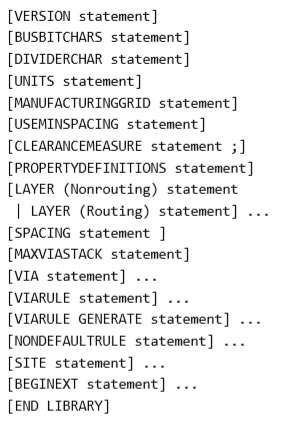 [VERSION statement]
[BUSBITCHARS statement]
[DIVIDERCHAR statement]
[UNITS statement]
[MANUFACTURINGGRID statement]
[USEMINSPACING statement]
[CLEARANCEMEASURE statement ;]
[PROPERTYDEFINITIONS statement]
[LAYER (Nonrouting) statement
 | LAYER (Routing) statement] ...
[SPACING statement ]
[MAXVIASTACK statement]
[VIA statement] ...
[VIARULE statement] ...
[VIARULE GENERATE statement] ...
[NONDEFAULTRULE statement] ...
[SITE statement] ...
[BEGINEXT statement] ...
[END LIBRARY]